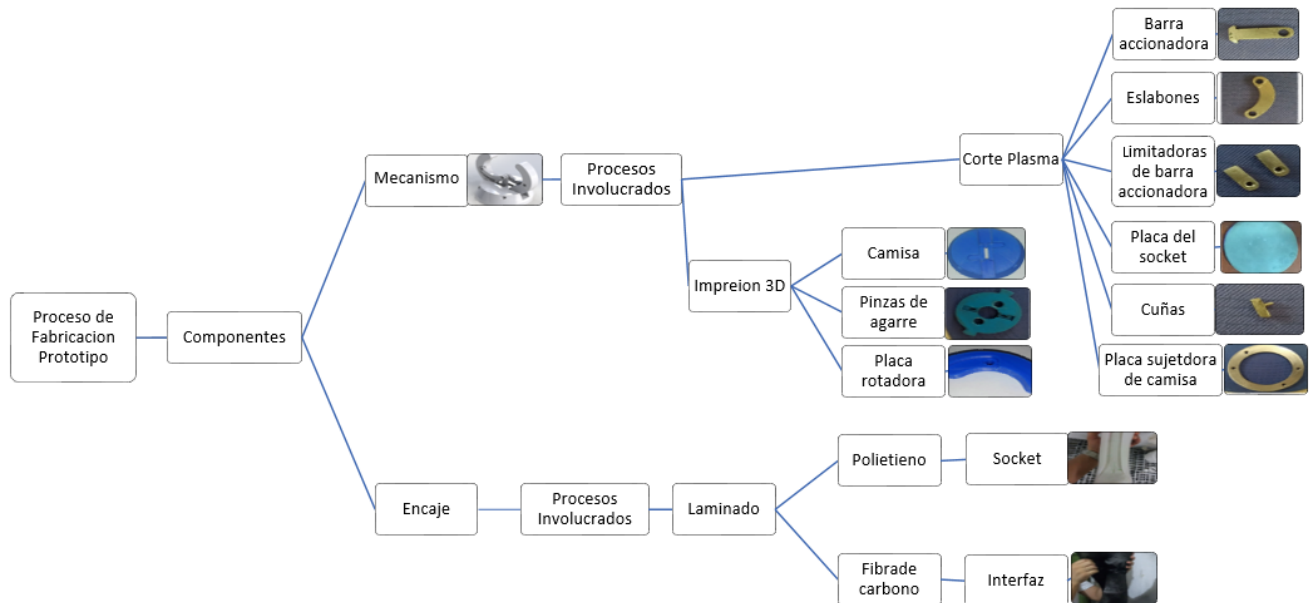 Proceso de
Fabricacion
Prototipo
Componentes
Mecanismo
Procesos
Involucrados
Corte Plasma
Barra
accionadora
Eslabones
Limitadoras
de barra
accionadora
Placa del
socket
Cuñas
Placa sujetdora
de camisa
Impreion 3D
Camisa
Pinzas de
agarre
Placa
rotadora
Encaje
Procesos
Involucrados
Laminado
Polietieno
Socket
Fibrade
carbono
Interfaz